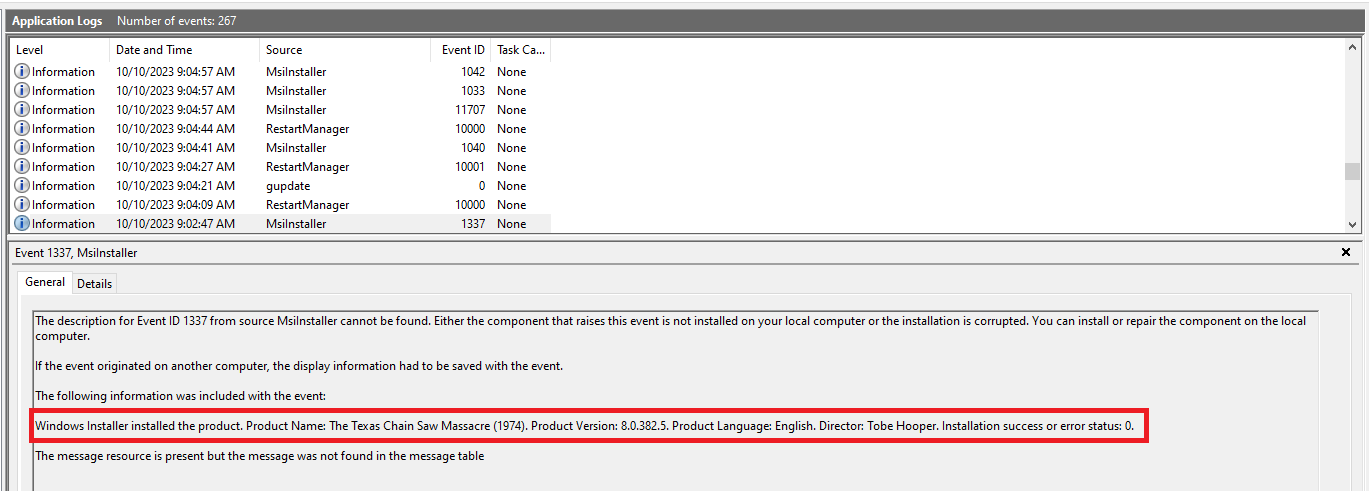 Application Logs Number of events: 267
Level Date and Time Source Event ID Task Ca...
Information 10/10/2023 9:04:57 AM MsiInstaller 1042 None
Information 10/10/2023 9:04:57 AM MsiInstaller 1033 None
Information 10/10/2023 9:04:57 AM MsiInstaller 11707 None
Information 10/10/2023 9:04:44 AM RestartManager 10000 None
Information 10/10/2023 9:04:41 AM MsiInstaller 1040 None
Information 10/10/2023 9:04:27 AM RestartManager 10001 None
Information 10/10/2023 9:04:21 AM gupdate 0 None
Information 10/10/2023 9:04:09 AM RestartManager 10000 None
Information 10/10/2023 9:02:47 AM MsiInstaller 1337 None
Event 1337, MsiInstaller
General Details
The description for Event ID 1337 from source MsiInstaller cannot be found. Either the component that raises this event is not installed on your local computer or the installation is corrupted. You can install or repair the component on the local
computer.
If the event originated on another computer, the display information had to be saved with the event.
The following information was included with the event:
Windows Installer installed the product. Product Name: The Texas Chain Saw Massacre (1974). Product Version: 8.0.382.5. Product Language: English. Director: Tobe Hooper. Installation success or error status: 0.
The message resource is present but the message was not found in the message table